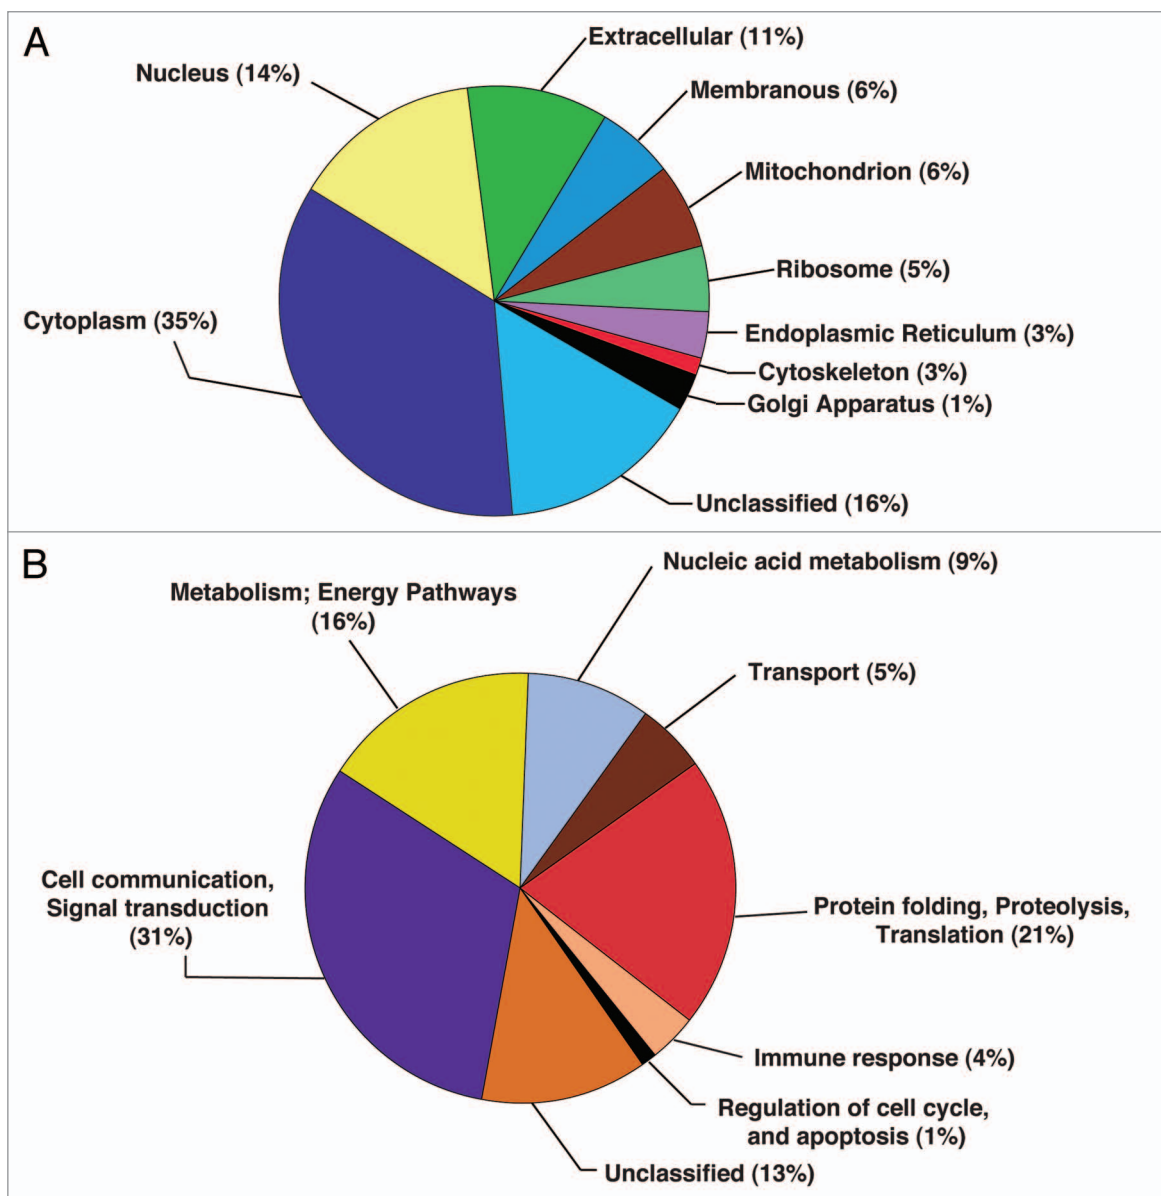 A
Extracellular (11%)
Nucleus (14%)
Membranous (6%)
Mitochondrion (6%)
Ribosome (5%)
Cytoplasm (35%)
Endoplasmic Reticulum (3%)
Cytoskeleton (3%)
Golgi Apparatus (1%)
Unclassified (16%)
B
Nucleic acid metabolism (9%)
Metabolism; Energy Pathways
(16%)
Transport (5%)
Cell communication,
Signal transduction
(31%)
Protein folding, Proteolysis,
Translation (21%)
Immune response (4%)
Regulation of cell cycle,
and apoptosis (1%)
Unclassified (13%)